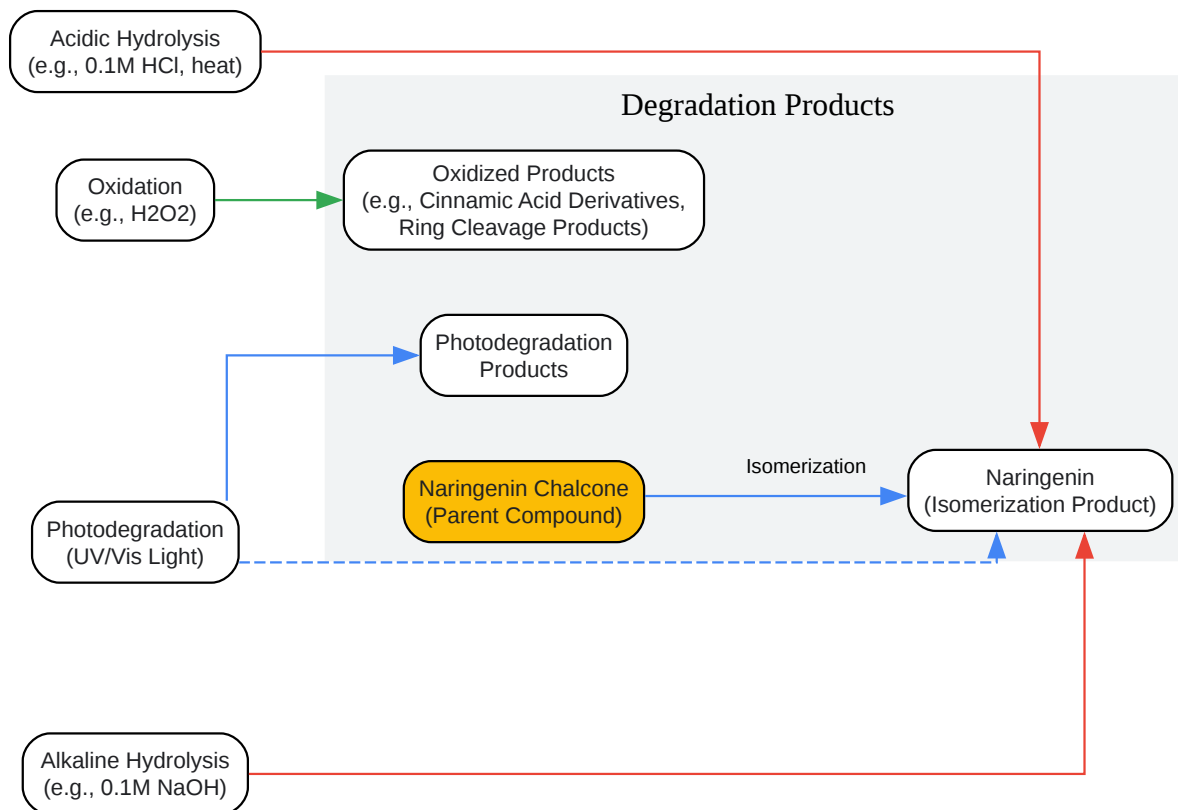 Acidic Hydrolysis
(e.g., 0.1M HCl, heat)
Degradation Products
Oxidation
(e.g., H2O2)
Oxidized Products
(e.g., Cinnamic Acid Derivatives,
Ring Cleavage Products)
Photodegradation
Products
Isomerization
Naringenin Chalcone
(Parent Compound)
Naringenin
(Isomerization Product)
Photodegradation
(UV/Vis Light)
Alkaline Hydrolysis
(e.g., 0.1M NaOH)